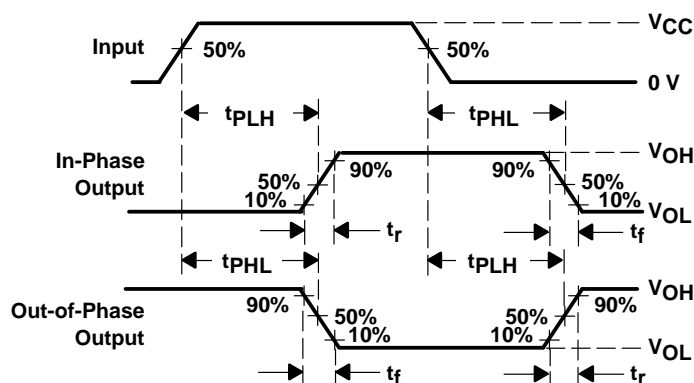 VCC
Input
50%
50%
0 V
tPLH
tPHL
In-Phase
Output
VOH
90%
90%
50%
50%
10%
10%
VOL
tr
tf
tPHL
tPLH
Out-of-Phase
Output
VOH
90%
90%
50%
50%
10%
10%
VOL
tf
tr